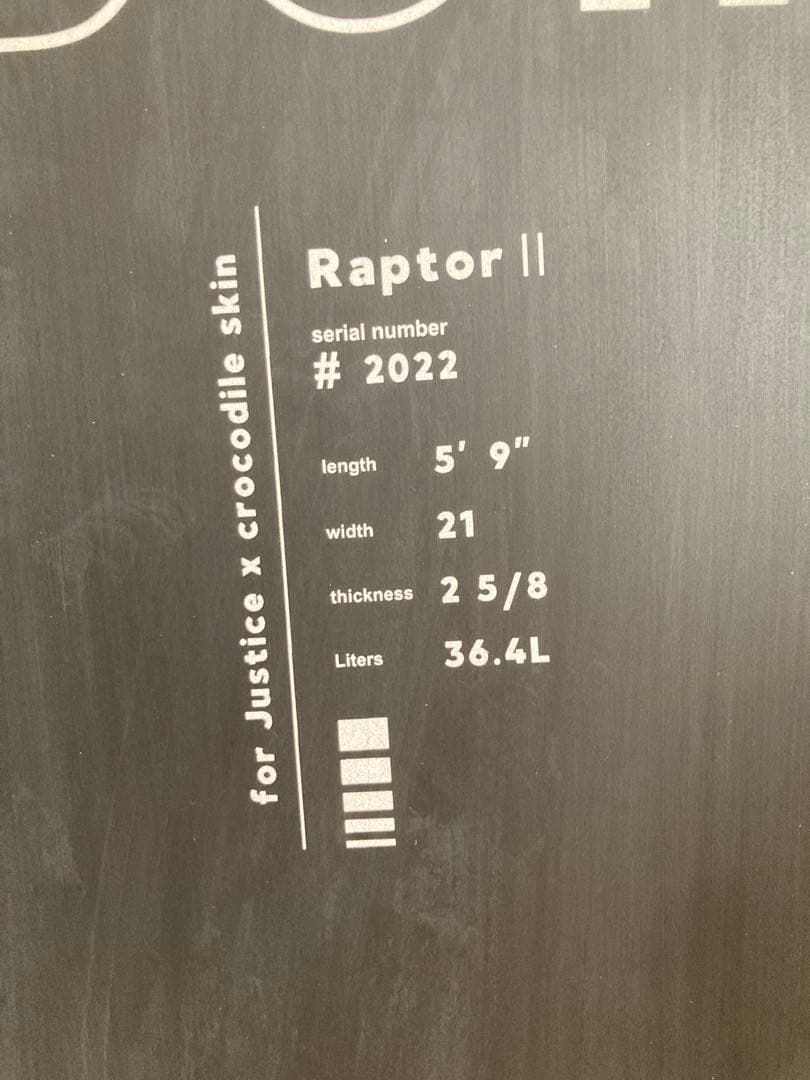 for Justice x crocodile skin
Raptor II
serial number
# 2022
length 5' 9"
width 21
thickness 2 5/8
Liters 36.4L